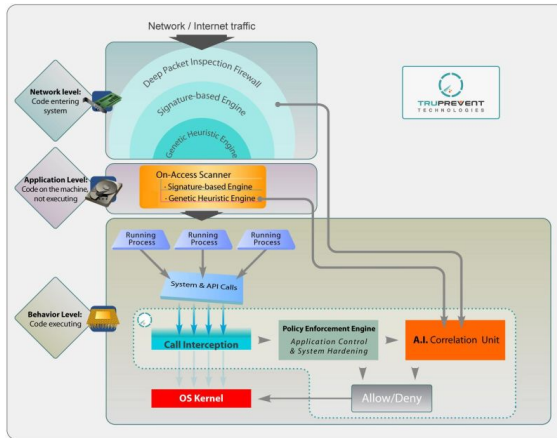 Network / Internet traffic
Deep Packet Inspection Firewall
Signature-based Engine
Genetic Heuristic Engine
Network level:
Code entering
system
TRUPREVENT
TECHNOLOGIES
Application Level:
Code on the machine,
not executing
On-Access Scanner
- Signature-based Engine
- Genetic Heuristic Engine
Running
Process
Running
Process
Running
Process
System & API Calls
Behavior Level:
Code executing
Call Interception
Policy Enforcement Engine
Application Control
& System Hardening
A.I. Correlation Unit
OS Kernel
Allow/Deny